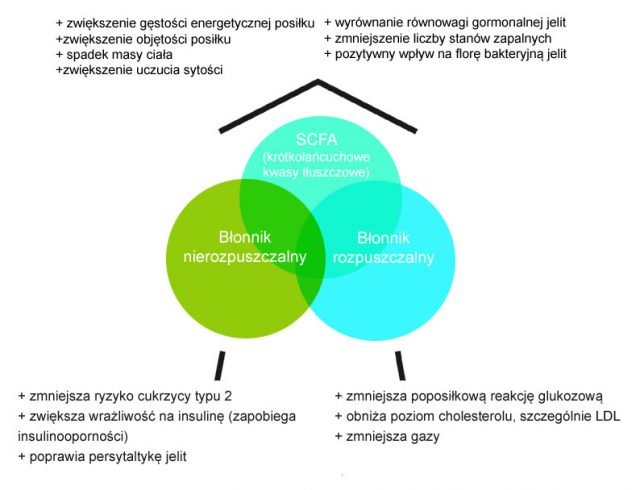 + zwiększenie gęstości energetycznej posiłku
+zwiększenie objętości posiłku
+ spadek masy ciała
+zwiększenie uczucia sytości
+ wyrównanie równowagi gormonalnej jelit
+ zmniejszenie liczby stanów zapalnych
+ pozytywny wpływ na florę bakteryjną jelit
SCFA
(krótkołańcuchowe
kwasy tłuszczowe)
Błonnik
nierozpuszczalny
Błonnik
rozpuszczalny
+ zmniejsza ryzyko cukrzycy typu 2
+ zwiększa wrażliwość na insulinę (zapobiega
insulinooporności)
+ poprawia persytaltykę jelit
+ zmniejsza poposiłkową reakcję glukozową
+ obniża poziom cholesterolu, szczególnie LDL
+ zmniejsza gazy